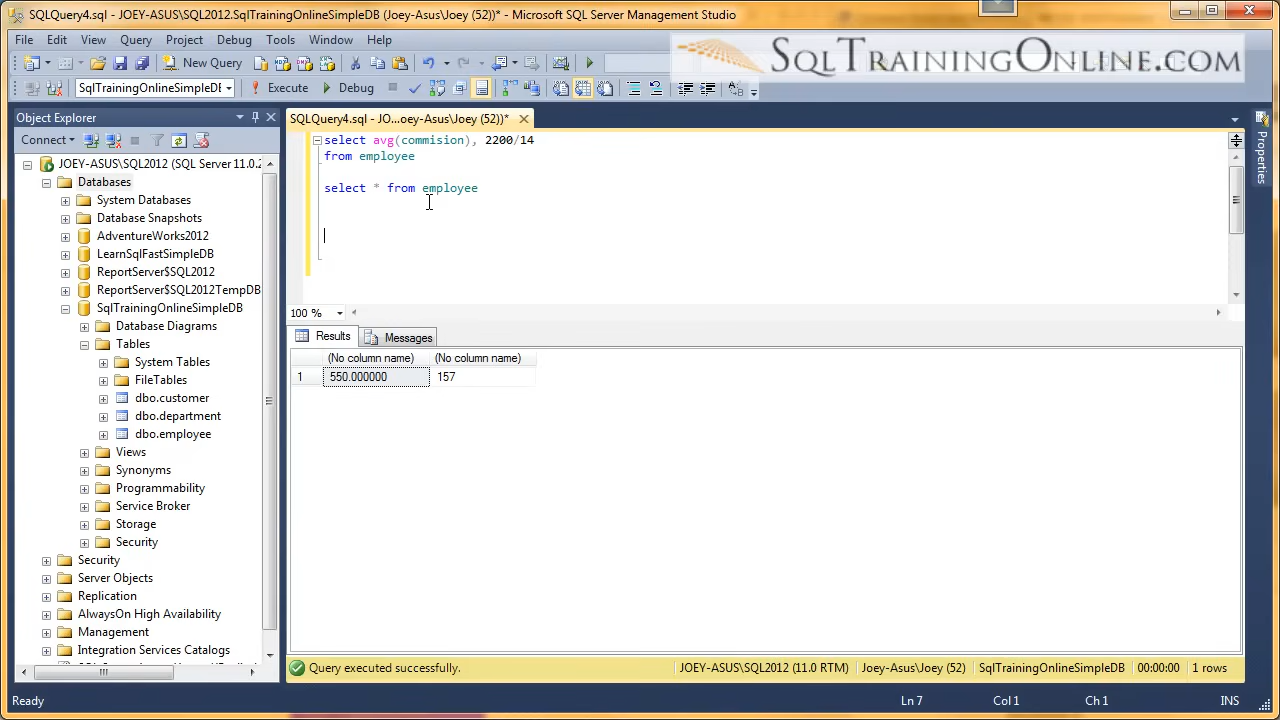 SQLQuery4.sql - JOEY-ASUS\SQL2012.SqlTrainingOnlineSimpleDB (Joey-Asus\Joey (52))* - Microsoft SQL Server Management Studio
File Edit View Query Project Debug Tools Window Help
SQLTRAININGONLINE.COM
New Query
SqlTrainingOnlineSimpleDE Execute Debug
Object Explorer
SQLQuery4.sql - JO...oey-Asus\Joey (52))*
Properties
Connect
select avg(commision), 2200/14
from employee
select * from employee
JOEY-ASUS\SQL2012 (SQL Server 11.0.2
Databases
System Databases
Database Snapshots
AdventureWorks2012
LearnSqlFastSimpleDB
ReportServer$SQL2012
ReportServer$SQL2012TempDB
SqlTrainingOnlineSimpleDB
Database Diagrams
Tables
System Tables
FileTables
dbo.customer
dbo.department
dbo.employee
Views
Synonyms
Programmability
Service Broker
Storage
Security
Security
Server Objects
Replication
AlwaysOn High Availability
Management
Integration Services Catalogs
100 %
Results Messages
(No column name) (No column name)
1 550.000000 157
Query executed successfully. JOEY-ASUS\SQL2012 (11.0 RTM) Joey-Asus\Joey (52) SqlTrainingOnlineSimpleDB 00:00:00 1 rows
Ready Ln 7 Col 1 Ch 1 INS